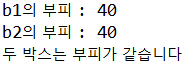 b1의 부피 : 40
b2의 부피 : 40
두 박스는 부피가 같습니다